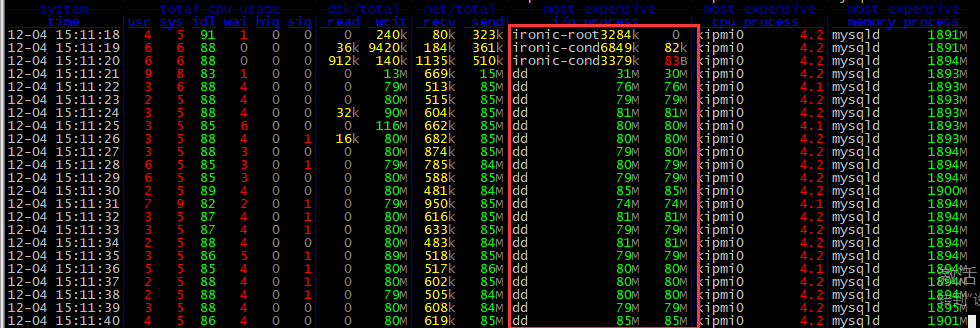 system total-cpu-usage dsk/total net/total most-expensive most-expensive most-expensive
time usr sys idl wai hiq siq read writ recv send i/o process cpu process memory process
12-04 15:11:18 4 5 91 1 0 0 0 240k 80k 323k ironic-root3284k 0 kipmi0 4.2 mysqld 1891M
12-04 15:11:19 6 6 88 0 0 0 36k 9420k 184k 361k ironic-cond6849k 82k kipmi0 4.2 mysqld 1891M
12-04 15:11:20 6 6 88 0 0 0 912k 140k 1135k 510k ironic-cond3379k 83B kipmi0 4.2 mysqld 1894M
12-04 15:11:21 9 8 83 1 0 0 0 13M 669k 15M dd 31M 30M kipmi0 4.2 mysqld 1893M
12-04 15:11:22 3 6 88 4 0 0 0 79M 513k 85M dd 76M 76M kipmi0 4.1 mysqld 1893M
12-04 15:11:23 2 5 88 4 0 0 0 79M 515k 85M dd 79M 79M kipmi0 4.2 mysqld 1893M
12-04 15:11:24 3 5 88 4 0 0 32k 90M 604k 85M dd 81M 81M kipmi0 4.2 mysqld 1893M
12-04 15:11:25 3 5 85 6 0 0 0 116M 662k 85M dd 80M 80M kipmi0 4.1 mysqld 1893M
12-04 15:11:26 3 5 88 4 0 1 16k 80M 682k 85M dd 80M 80M kipmi0 4.2 mysqld 1893M
12-04 15:11:27 3 5 88 3 0 0 0 80M 874k 85M dd 79M 79M kipmi0 4.2 mysqld 1894M
12-04 15:11:28 6 5 85 3 0 1 0 79M 785k 84M dd 79M 79M kipmi0 4.2 mysqld 1894M
12-04 15:11:29 6 5 85 3 0 0 0 80M 588k 85M dd 79M 79M kipmi0 4.2 mysqld 1894M
12-04 15:11:30 2 5 89 4 0 0 0 80M 481k 84M dd 85M 85M kipmi0 4.2 mysqld 1900M
12-04 15:11:31 7 9 82 2 0 1 0 79M 950k 85M dd 74M 74M kipmi0 4.1 mysqld 1894M
12-04 15:11:32 3 5 87 4 0 0 0 80M 616k 85M dd 81M 81M kipmi0 4.2 mysqld 1894M
12-04 15:11:33 3 5 87 4 0 1 0 80M 633k 85M dd 79M 79M kipmi0 4.2 mysqld 1894M
12-04 15:11:34 2 5 88 4 0 0 0 80M 483k 84M dd 81M 81M kipmi0 4.2 mysqld 1894M
12-04 15:11:35 3 5 86 5 0 1 0 89M 518k 85M dd 79M 79M kipmi0 4.2 mysqld 1894M
12-04 15:11:36 2 5 85 4 0 1 0 80M 517k 86M dd 80M 80M kipmi0 4.1 mysqld 1894M
12-04 15:11:37 2 5 88 4 0 0 0 80M 602k 85M dd 80M 80M kipmi0 4.2 mysqld 1894M
12-04 15:11:38 2 5 88 4 0 1 0 79M 505k 84M dd 80M 80M kipmi0 4.2 mysqld 1894M
12-04 15:11:39 3 5 88 4 0 0 0 80M 608k 85M dd 79M 79M kipmi0 4.2 mysqld 1894M
12-04 15:11:40 4 5 86 4 0 1 0 80M 619k 85M dd 85M 85M kipmi0 4.2 mysqld 1901M
激活